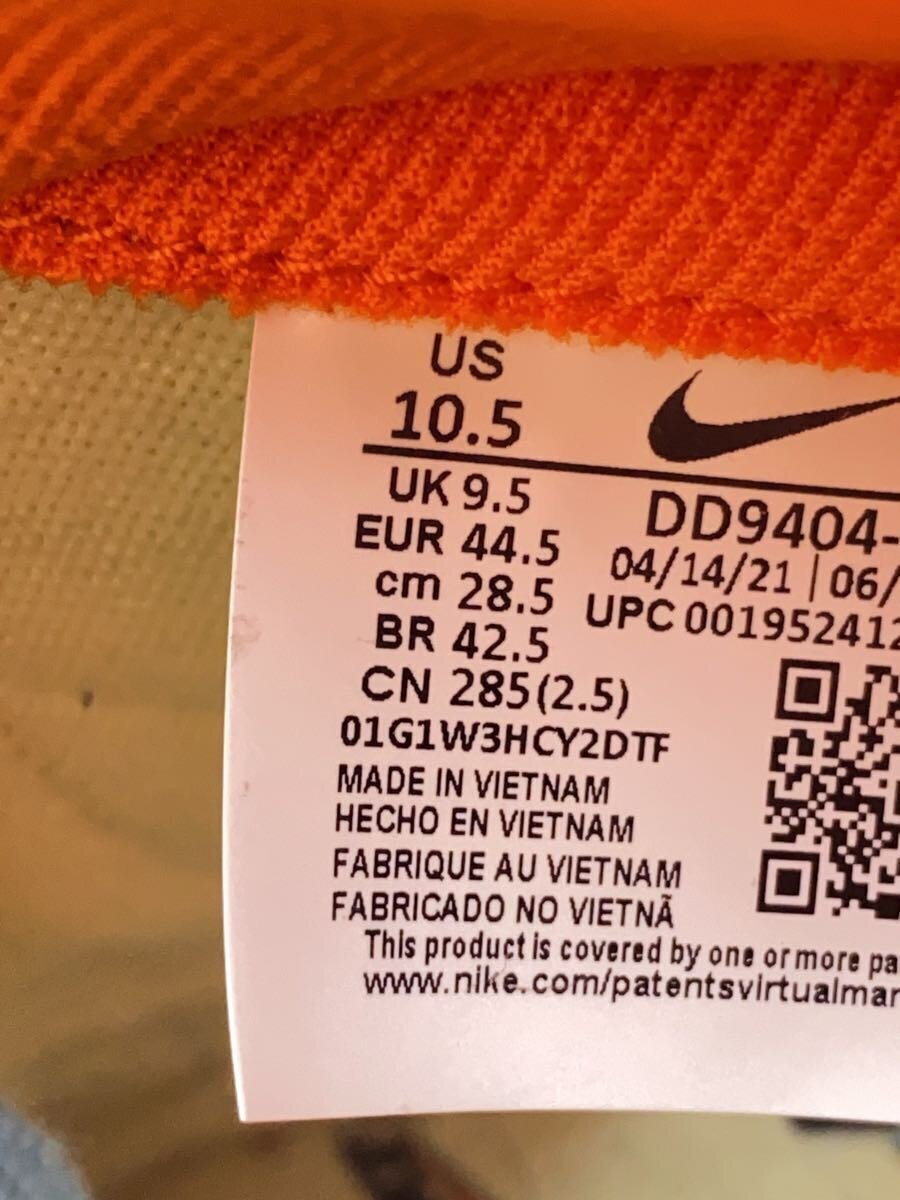 US
10.5
UK 9.5
EUR 44.5
cm 28.5
BR 42.5
CN 285(2.5)
01G1W3HCY2DTF
MADE IN VIETNAM
HECHO EN VIETNAM
FABRIQUE AU VIETNAM
FABRICADO NO VIETNÃ
DD9404-
04/14/21 | 06/
UPC 001952412
This product is covered by one or more pa
www.nike.com/patentsvirtualmar